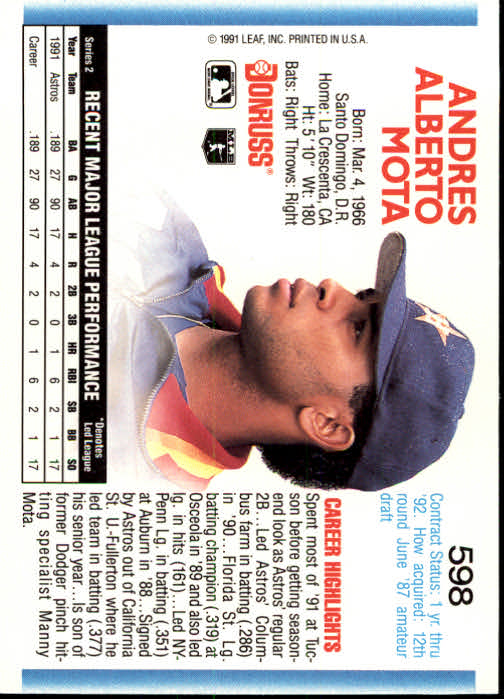 598
Contract Status: 1 yr. thru
'92. How acquired: 12th
round June '87 amateur
draft
ANDRES
ALBERTO
MOTA
Born: Mar. 4, 1966
Santo Domingo, D.R.
Home: La Crescenta, CA
Ht: 5'10" Wt: 180
Bats: Right Throws: Right
DONRUSS®
MLB
© 1991 LEAF, INC. PRINTED IN U.S.A.
CAREER HIGHLIGHTS
Spent most of '91 at Tuc-
son before getting season-
end look as Astros' regular
2B...Led Astros' Colum-
bus farm in batting (.286)
in '90...Florida St. Lg.
batting champion (.319) at
Osceola in '89 and also led
lg. in hits (161)...Led NY-
Penn Lg. in batting (.351)
at Auburn in '88...Signed
by Astros out of California
St. U.-Fullerton where he
led team in batting (.377)
his senior year...Is son of
former Dodger pinch hit-
ting specialist Manny
Mota.
Series 2 RECENT MAJOR LEAGUE PERFORMANCE *Denotes Led League
Year Team BA G AB H R 2B 3B HR RBI SB BB SO
1991 Astros .189 27 90 17 4 2 0 1 6 2 1 17
Career .189 27 90 17 4 2 0 1 6 2 1 17